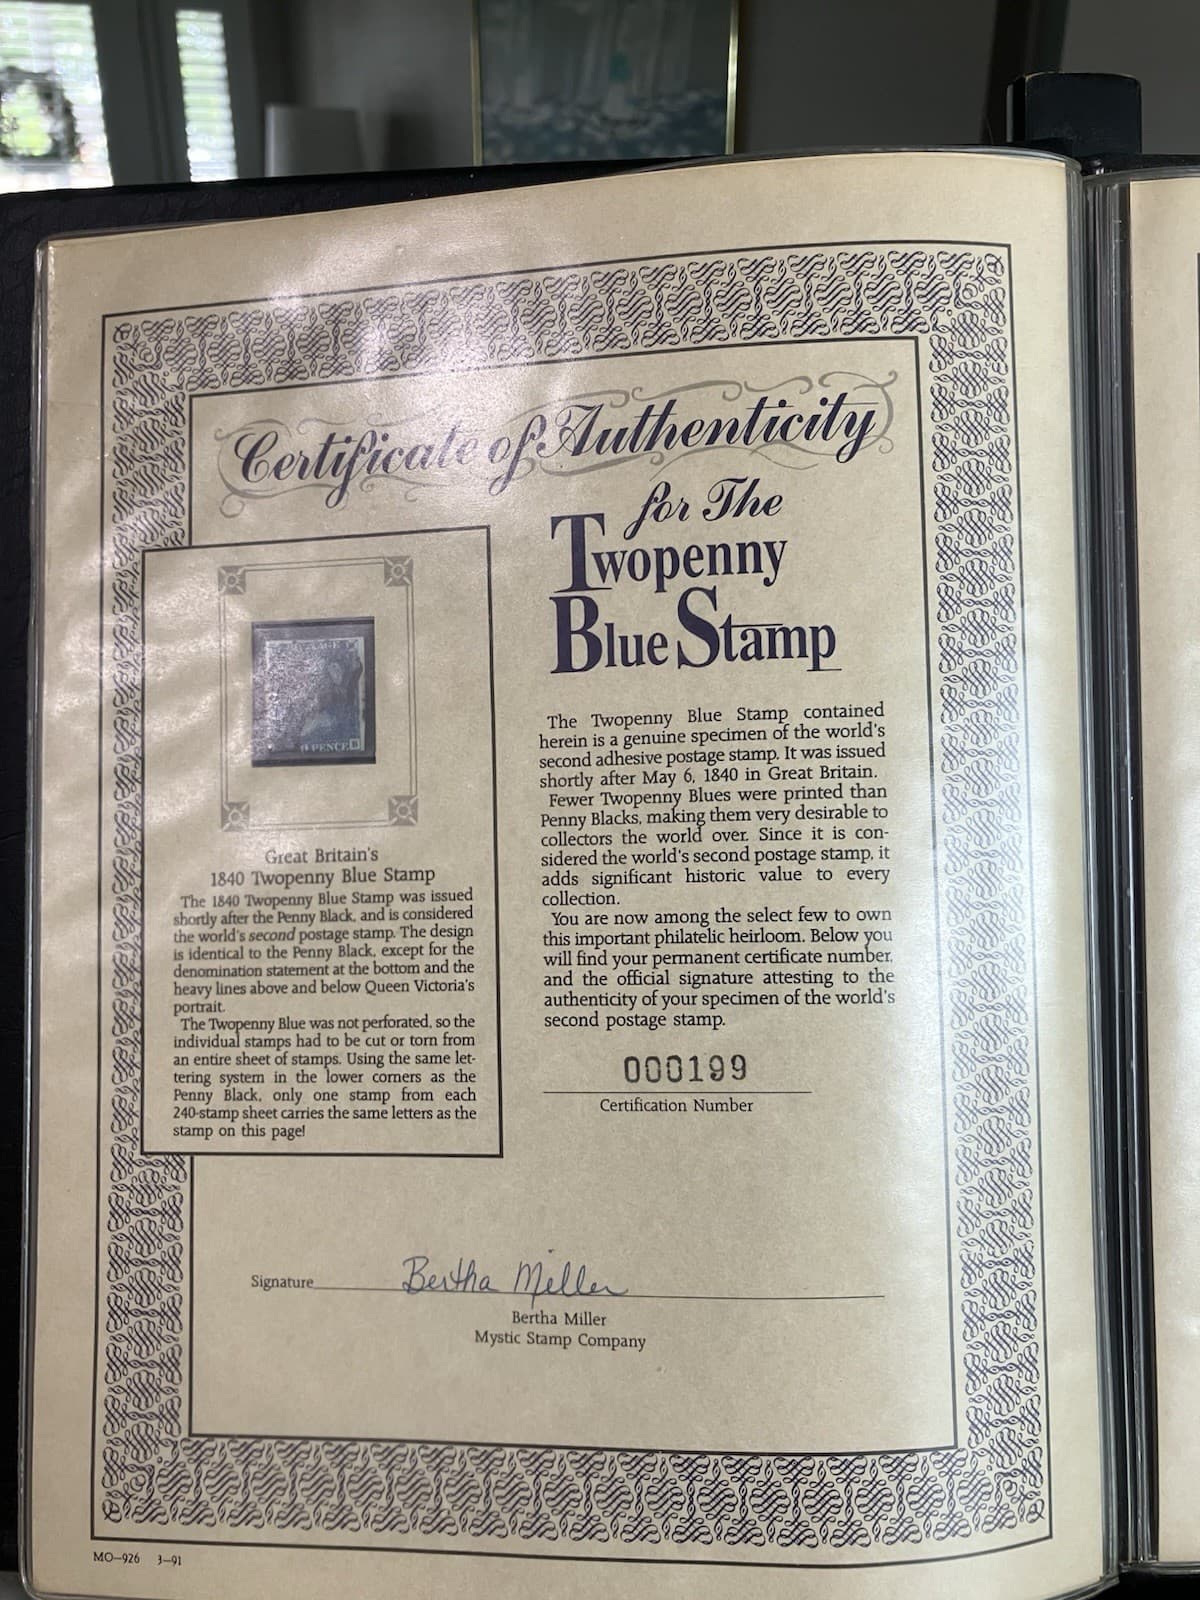 Certificate of Authenticity
for The
Twopenny
Blue Stamp
PENCE
Great Britain's
1840 Twopenny Blue Stamp
The 1840 Twopenny Blue Stamp was issued
shortly after the Penny Black, and is considered
the world's second postage stamp. The design
is identical to the Penny Black, except for the
denomination statement at the bottom and the
heavy lines above and below Queen Victoria's
portrait.
The Twopenny Blue was not perforated, so the
individual stamps had to be cut or torn from
an entire sheet of stamps. Using the same let-
tering system in the lower corners as the
Penny Black, only one stamp from each
240-stamp sheet carries the same letters as the
stamp on this page!
The Twopenny Blue Stamp contained
herein is a genuine specimen of the world's
second adhesive postage stamp. It was issued
shortly after May 6, 1840 in Great Britain.
Fewer Twopenny Blues were printed than
Penny Blacks, making them very desirable to
collectors the world over. Since it is con-
sidered the world's second postage stamp, it
adds significant historic value to every
collection.
You are now among the select few to own
this important philatelic heirloom. Below you
will find your permanent certificate number,
and the official signature attesting to the
authenticity of your specimen of the world's
second postage stamp.
000199
Certification Number
Signature Bertha Miller
Bertha Miller
Mystic Stamp Company
MO-926 3-91